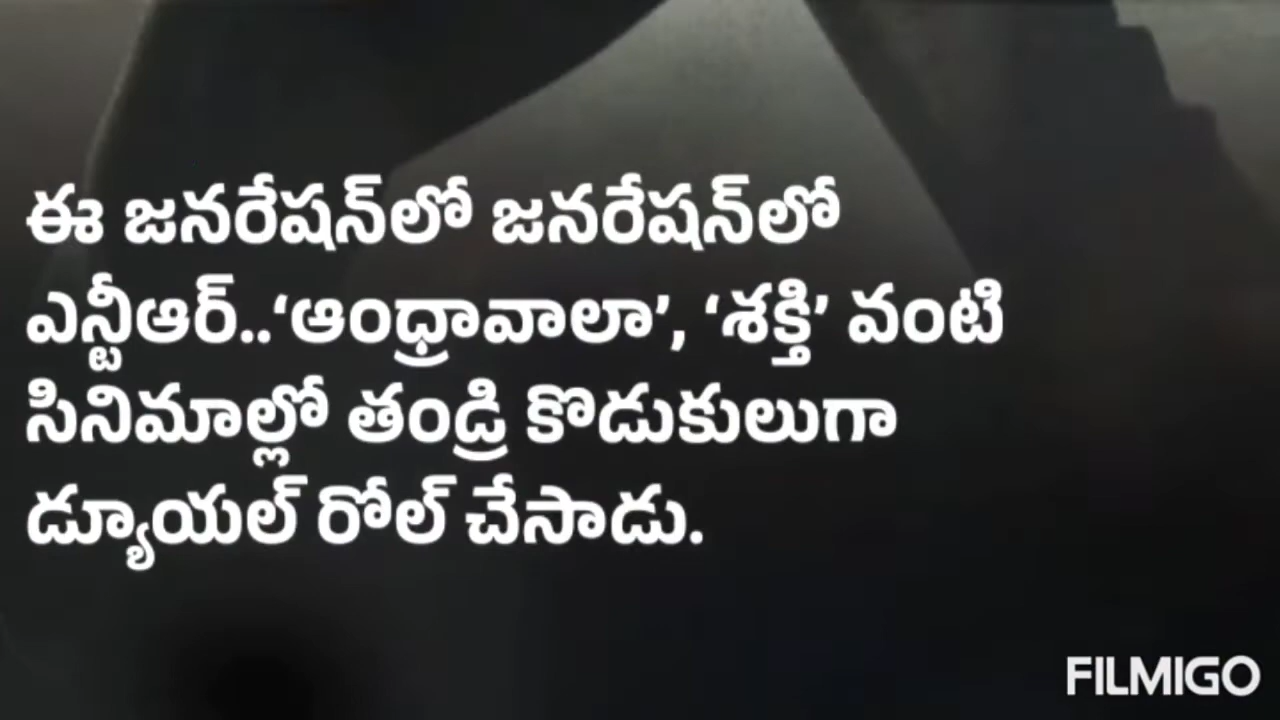 ఈ జనరేషన్‌లో జనరేషన్‌లో
ఎన్టీఆర్..‘ఆంధ్రావాలా’, ‘శక్తి’ వంటి
సినిమాల్లో తండ్రి కొడుకులుగా
డ్యూయల్ రోల్ చేసాడు.
FILMIGO